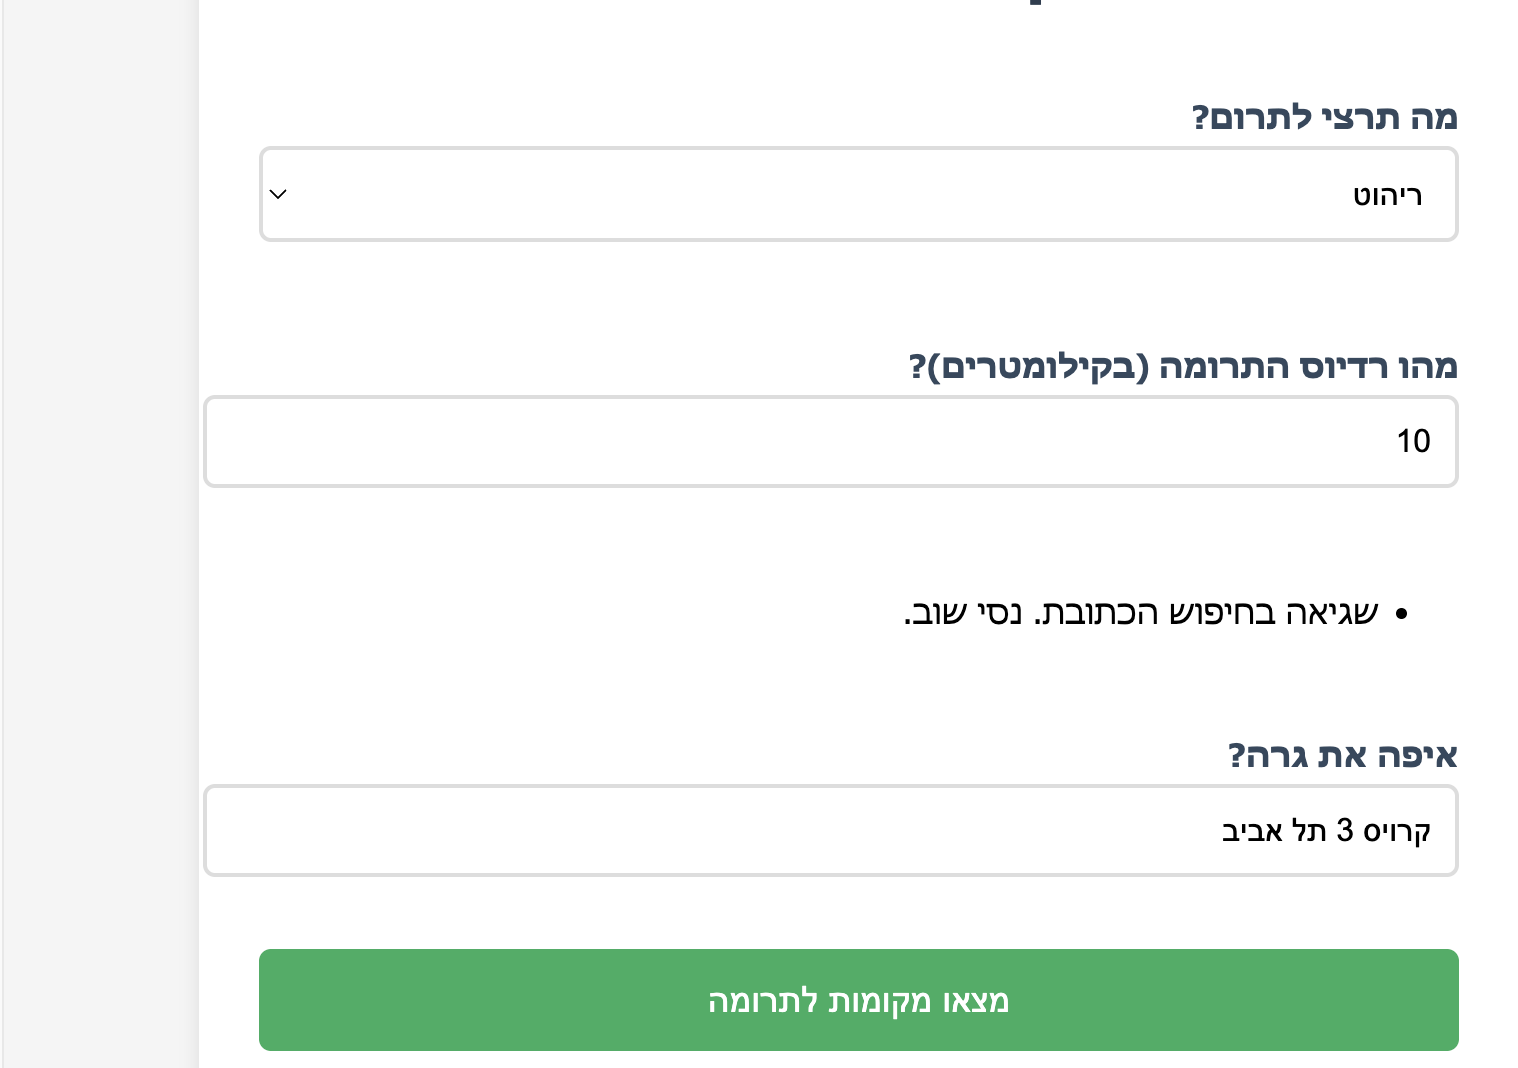 מה תרצי לתרום?
ריהוט
מהו רדיוס התרומה (בקילומטרים)?
10
• שגיאה בחיפוש הכתובת. נסי שוב.
איפה את גרה?
קרויס 3 תל אביב
מצאו מקומות לתרומה